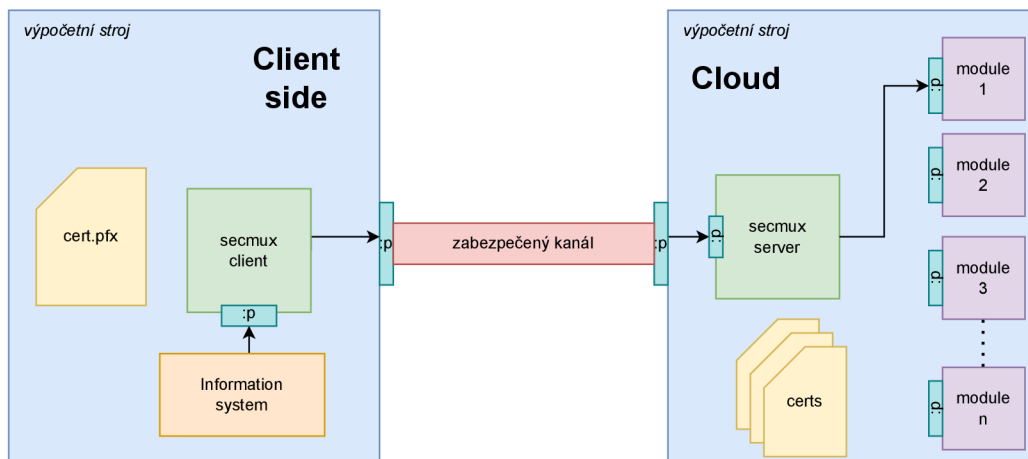 výpočetní stroj
Client
side
cert.pfx
secmux
client
:p
Information
system
:p
zabezpečený kanál
:p
výpočetní stroj
Cloud
:p
secmux
server
certs
:p
module
1
:p
module
2
:p
module
3
:p
module
n